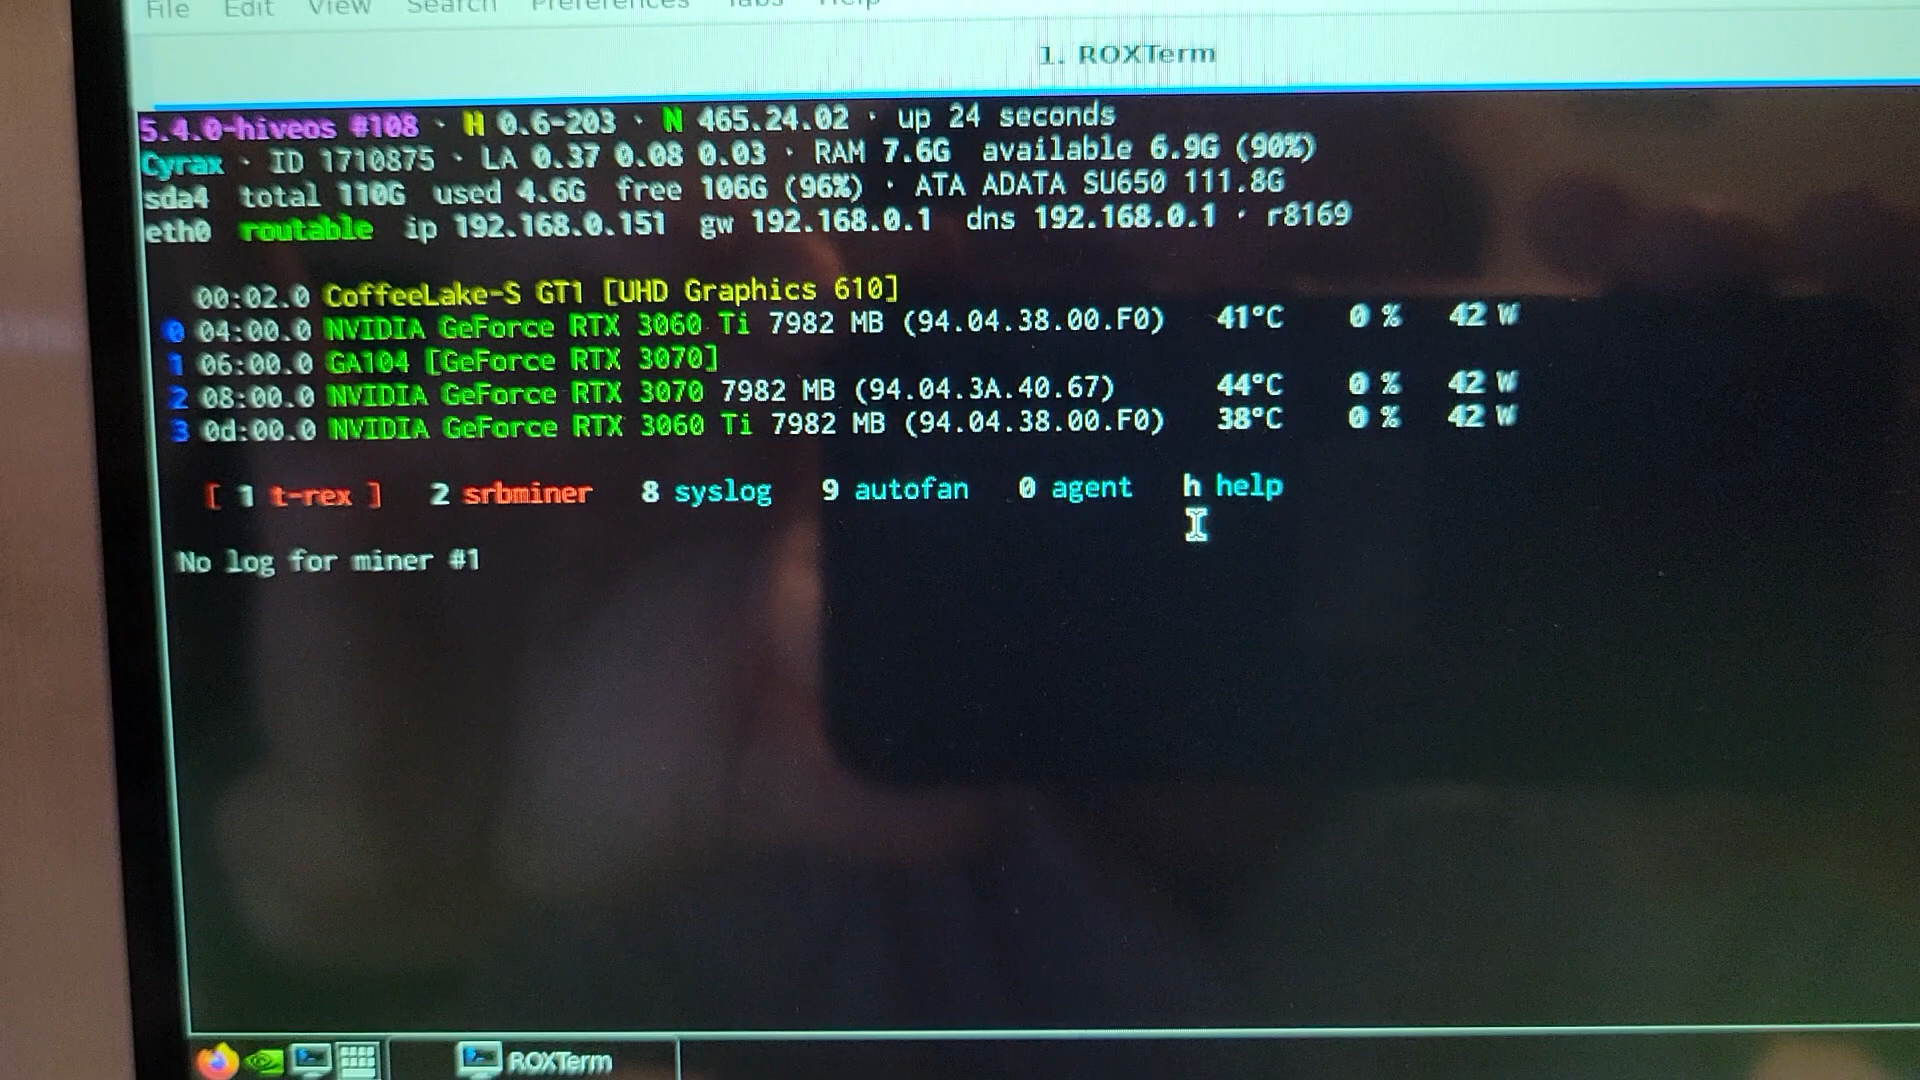 File Edit View Search Preferences Tabs Help
1. ROXTerm
5.4.0-hiveos #108 · H 0.6-203 · N 465.24.02 · up 24 seconds
Cyrax · ID 1710875 · LA 0.37 0.08 0.03 · RAM 7.6G available 6.9G (90%)
sda4 total 110G used 4.6G free 106G (96%) · ATA ADATA SU650 111.8G
eth0 routable ip 192.168.0.151 gw 192.168.0.1 dns 192.168.0.1 · r8169
00:02.0 CoffeeLake-S GT1 [UHD Graphics 610]
0 04:00.0 NVIDIA GeForce RTX 3060 Ti 7982 MB (94.04.38.00.F0) 41°C 0 % 42 W
1 06:00.0 GA104 [GeForce RTX 3070]
2 08:00.0 NVIDIA GeForce RTX 3070 7982 MB (94.04.3A.40.67) 44°C 0 % 42 W
3 0d:00.0 NVIDIA GeForce RTX 3060 Ti 7982 MB (94.04.38.00.F0) 38°C 0 % 42 W
[ 1 t-rex ] 2 srbminer 8 syslog 9 autofan 0 agent h help
No log for miner #1
ROXTerm